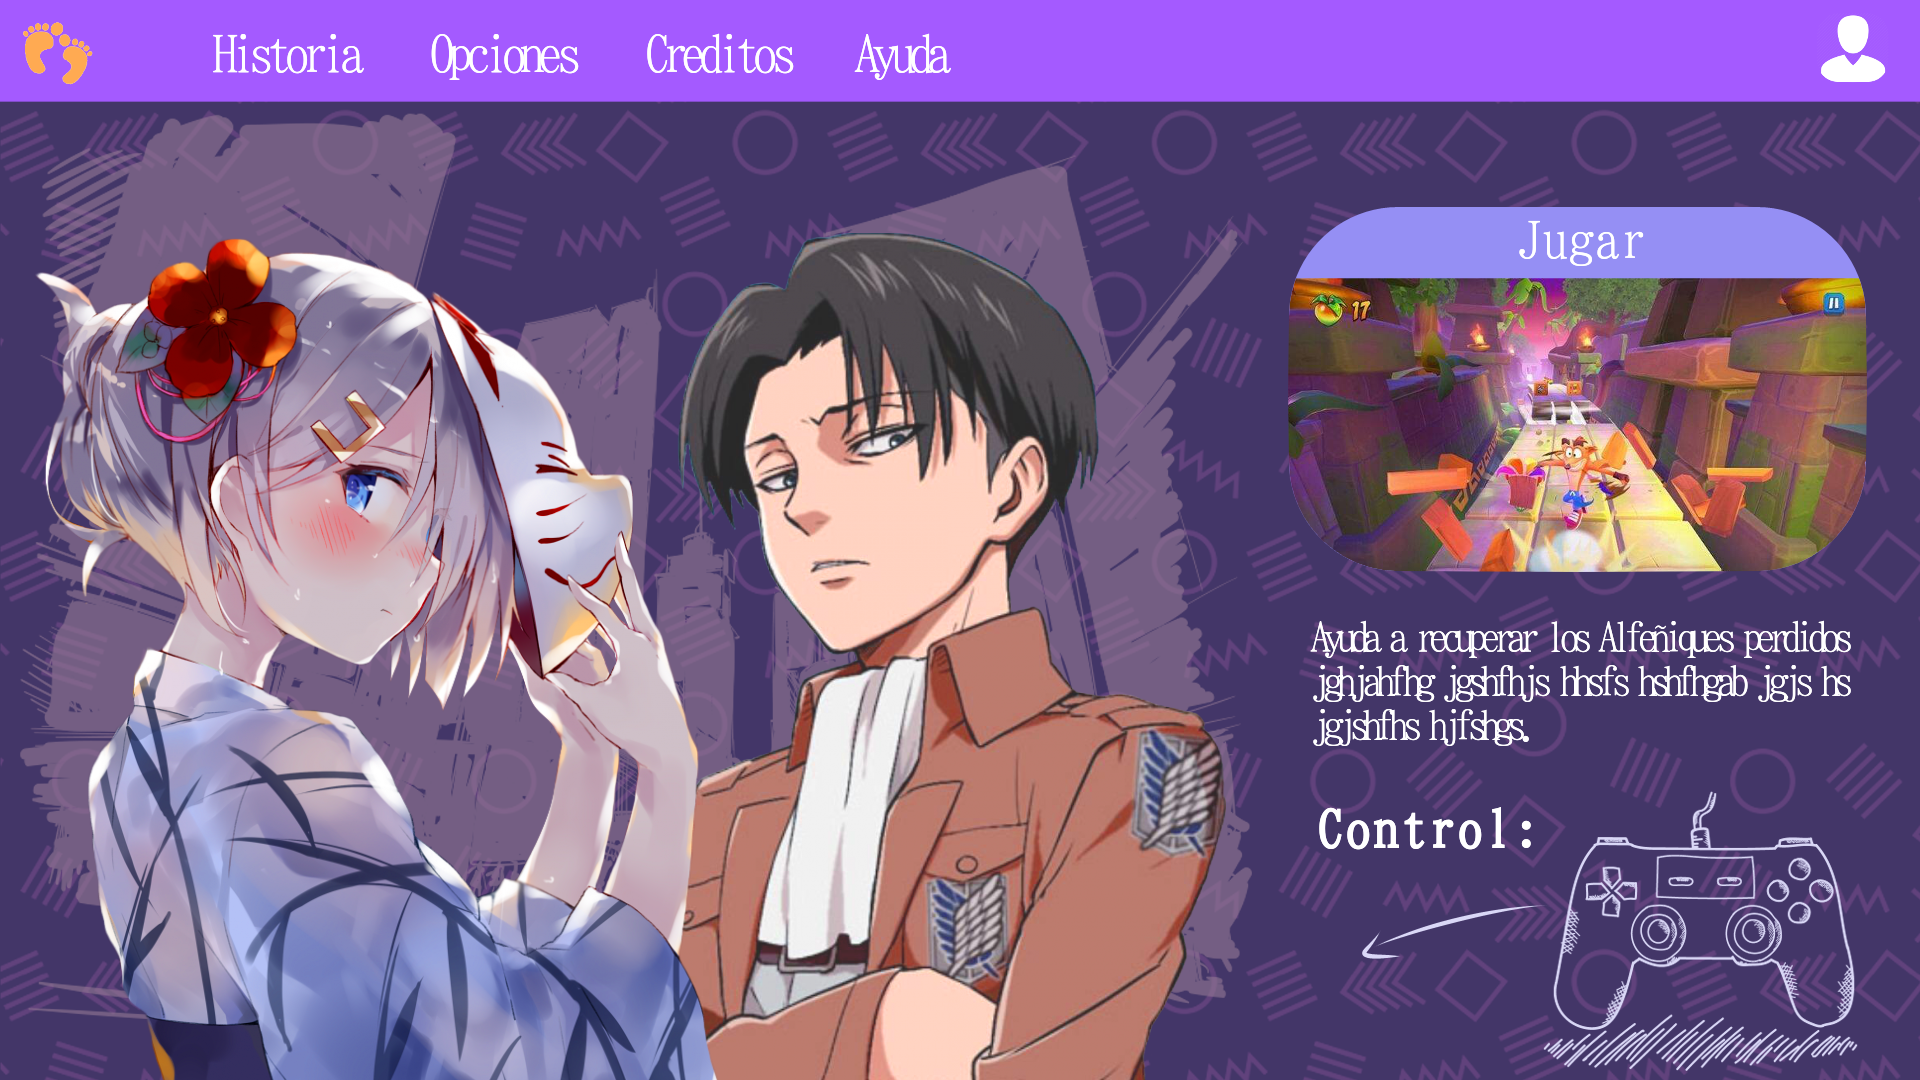 Historia Opciones Creditos Ayuda
Jugar
17
Ayuda a recuperar los Alfeñiques perdidos
jghjahfhg jgshfhjs hhsfs hshfhgab jgjs hs
jgjshfhs hjfshgs.
Control: